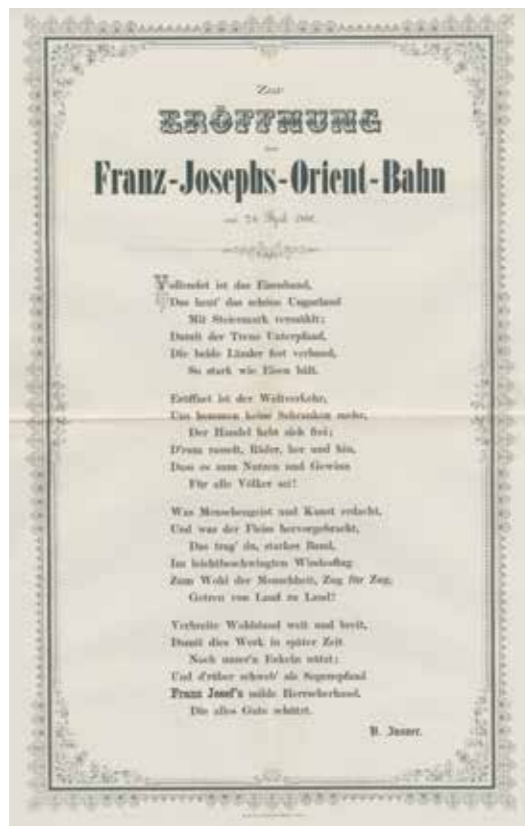 Zur
ERÖFFNUNG
der
Franz-Josephs-Orient-Bahn
am 24. April
Vollendet ist das Eisenband,
Das heut' das schöne Ungarland
Mit Steiermark vermählt;
Damit der Treue Unterpfand,
Die beide Länder fest verband,
So stark wie Eisen hält.
Eröffnet ist der Weltverkehr,
Uns hemmen keine Schranken mehr,
Der Handel hebt sich frei;
D'rum rasselt, Räder, her und hin,
Dass es zum Nutzen und Gewinn
Für alle Völker sei!
Was Menschengeist und Kunst erdacht,
Und was der Fleiss hervorgebracht,
Das trag' du, starkes Band,
Im leichtbeschwingten Windesflug
Zum Wohl der Menschheit, Zug für Zug,
Getreu von Land zu Land!
Verbreite Wohlstand weit und breit,
Damit dies Werk in später Zeit
Noch unser'n Enkeln nützt;
Und d'rüber schweb' als Segenspfand
Franz Josef's milde Herrscherhand,
Die alles Gute schützt.